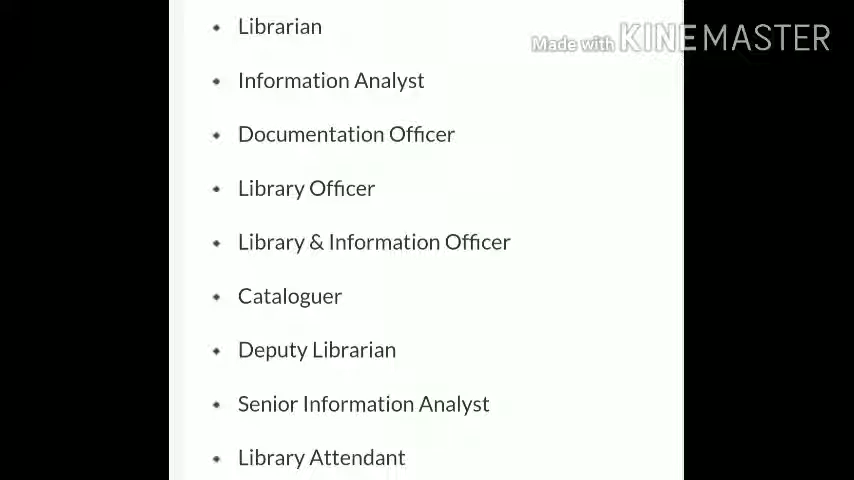 Librarian
Made with KINEMASTER
Information Analyst
Documentation Officer
Library Officer
Library & Information Officer
Cataloguer
Deputy Librarian
Senior Information Analyst
Library Attendant